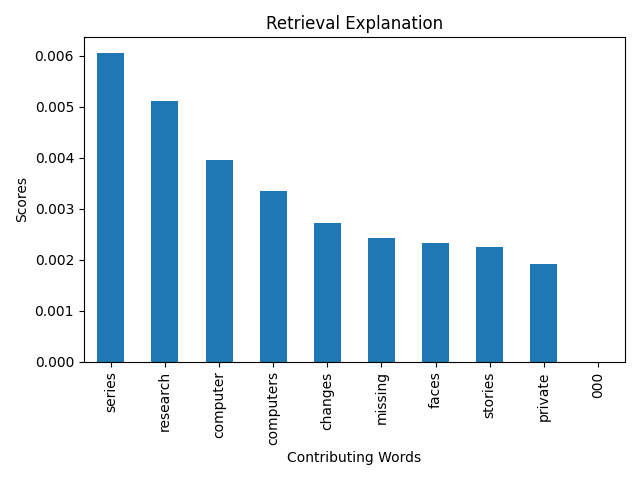 Retrieval Explanation
0.006
0.005
0.004
0.003
0.002
0.001
0.000
Scores
series
research
computer
computers
changes
missing
faces
stories
private
000
Contributing Words